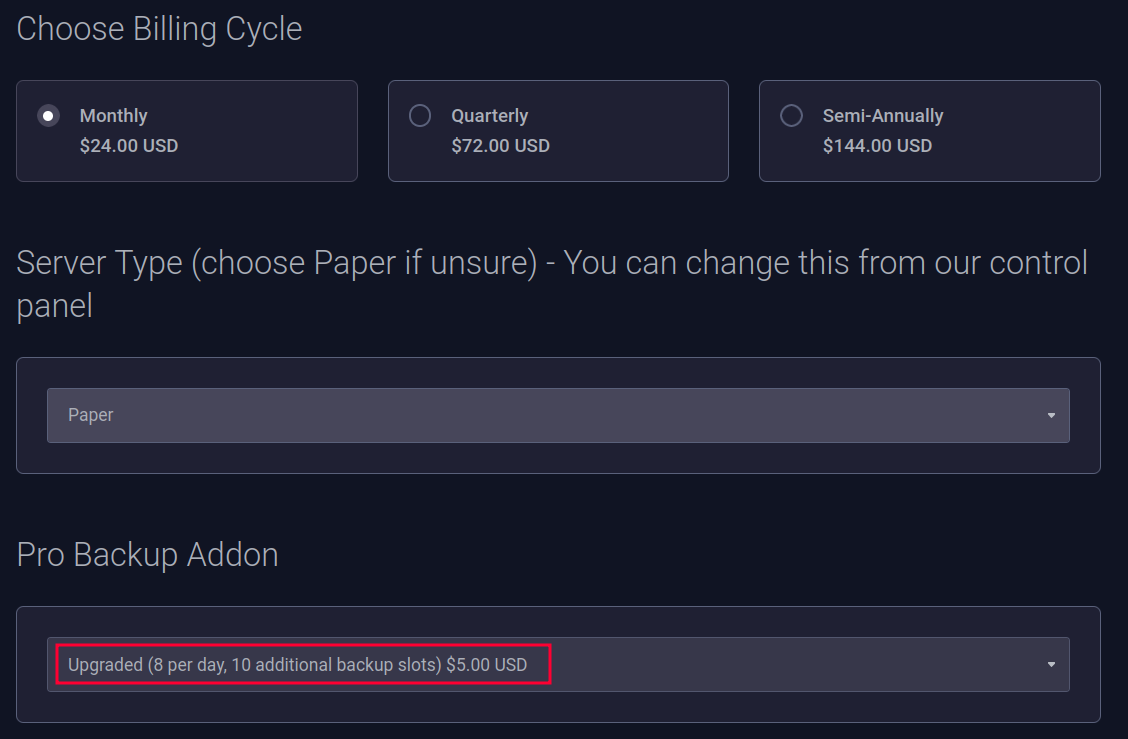 Choose Billing Cycle
Monthly
$24.00 USD
Quarterly
$72.00 USD
Semi-Annually
$144.00 USD
Server Type (choose Paper if unsure) - You can change this from our control
panel
Paper
Pro Backup Addon
Upgraded (8 per day, 10 additional backup slots) $5.00 USD